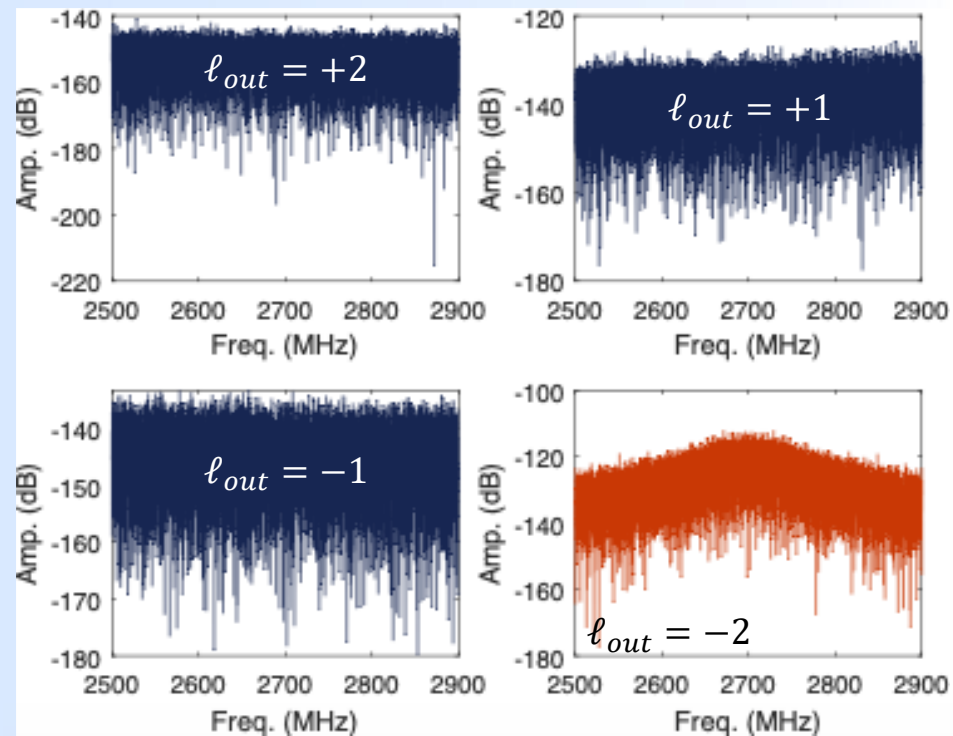 -140
-160
-180
-200
-220
Amp. (dB)
ℓout = +2
2500 2600 2700 2800 2900
Freq. (MHz)
-120
-140
-160
-180
Amp. (dB)
ℓout = +1
2500 2600 2700 2800 2900
Freq. (MHz)
-140
-150
-160
-170
-180
Amp. (dB)
ℓout = −1
2500 2600 2700 2800 2900
Freq. (MHz)
-100
-120
-140
-160
-180
Amp. (dB)
ℓout = −2
2500 2600 2700 2800 2900
Freq. (MHz)